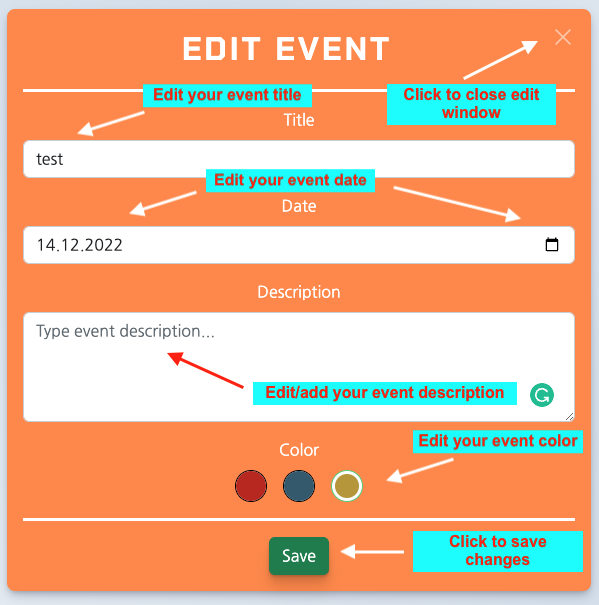 EDIT EVENT
Edit your event title
Click to close edit
window
Title
test
Edit your event date
Date
14.12.2022
Description
Type event description...
Edit/add your event description
Color
Edit your event color
Save
Click to save
changes